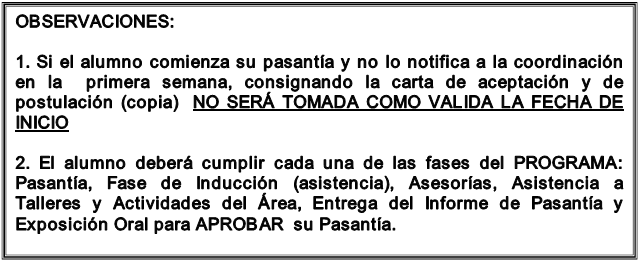 OBSERVACIONES:
1. Si el alumno comienza su pasantía y no lo notifica a la coordinación
en la primera semana, consignando la carta de aceptación y de
postulación (copia) NO SERÁ TOMADA COMO VALIDA LA FECHA DE
INICIO
2. El alumno deberá cumplir cada una de las fases del PROGRAMA:
Pasantía, Fase de Inducción (asistencia), Asesorías, Asistencia a
Talleres y Actividades del Área, Entrega del Informe de Pasantía y
Exposición Oral para APROBAR su Pasantía.